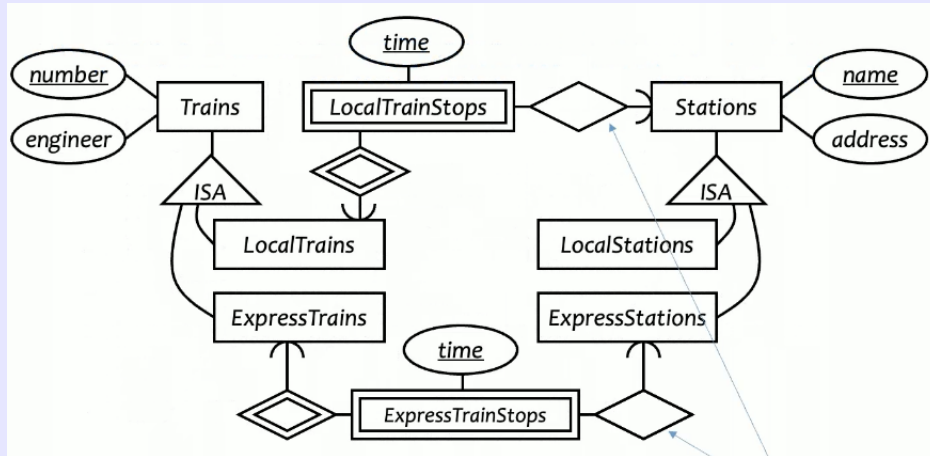 time
number
Trains
LocalTrainStops
Stations
name
engineer
address
ISA
ISA
LocalTrains
LocalStations
ExpressTrains
ExpressStations
time
ExpressTrainStops